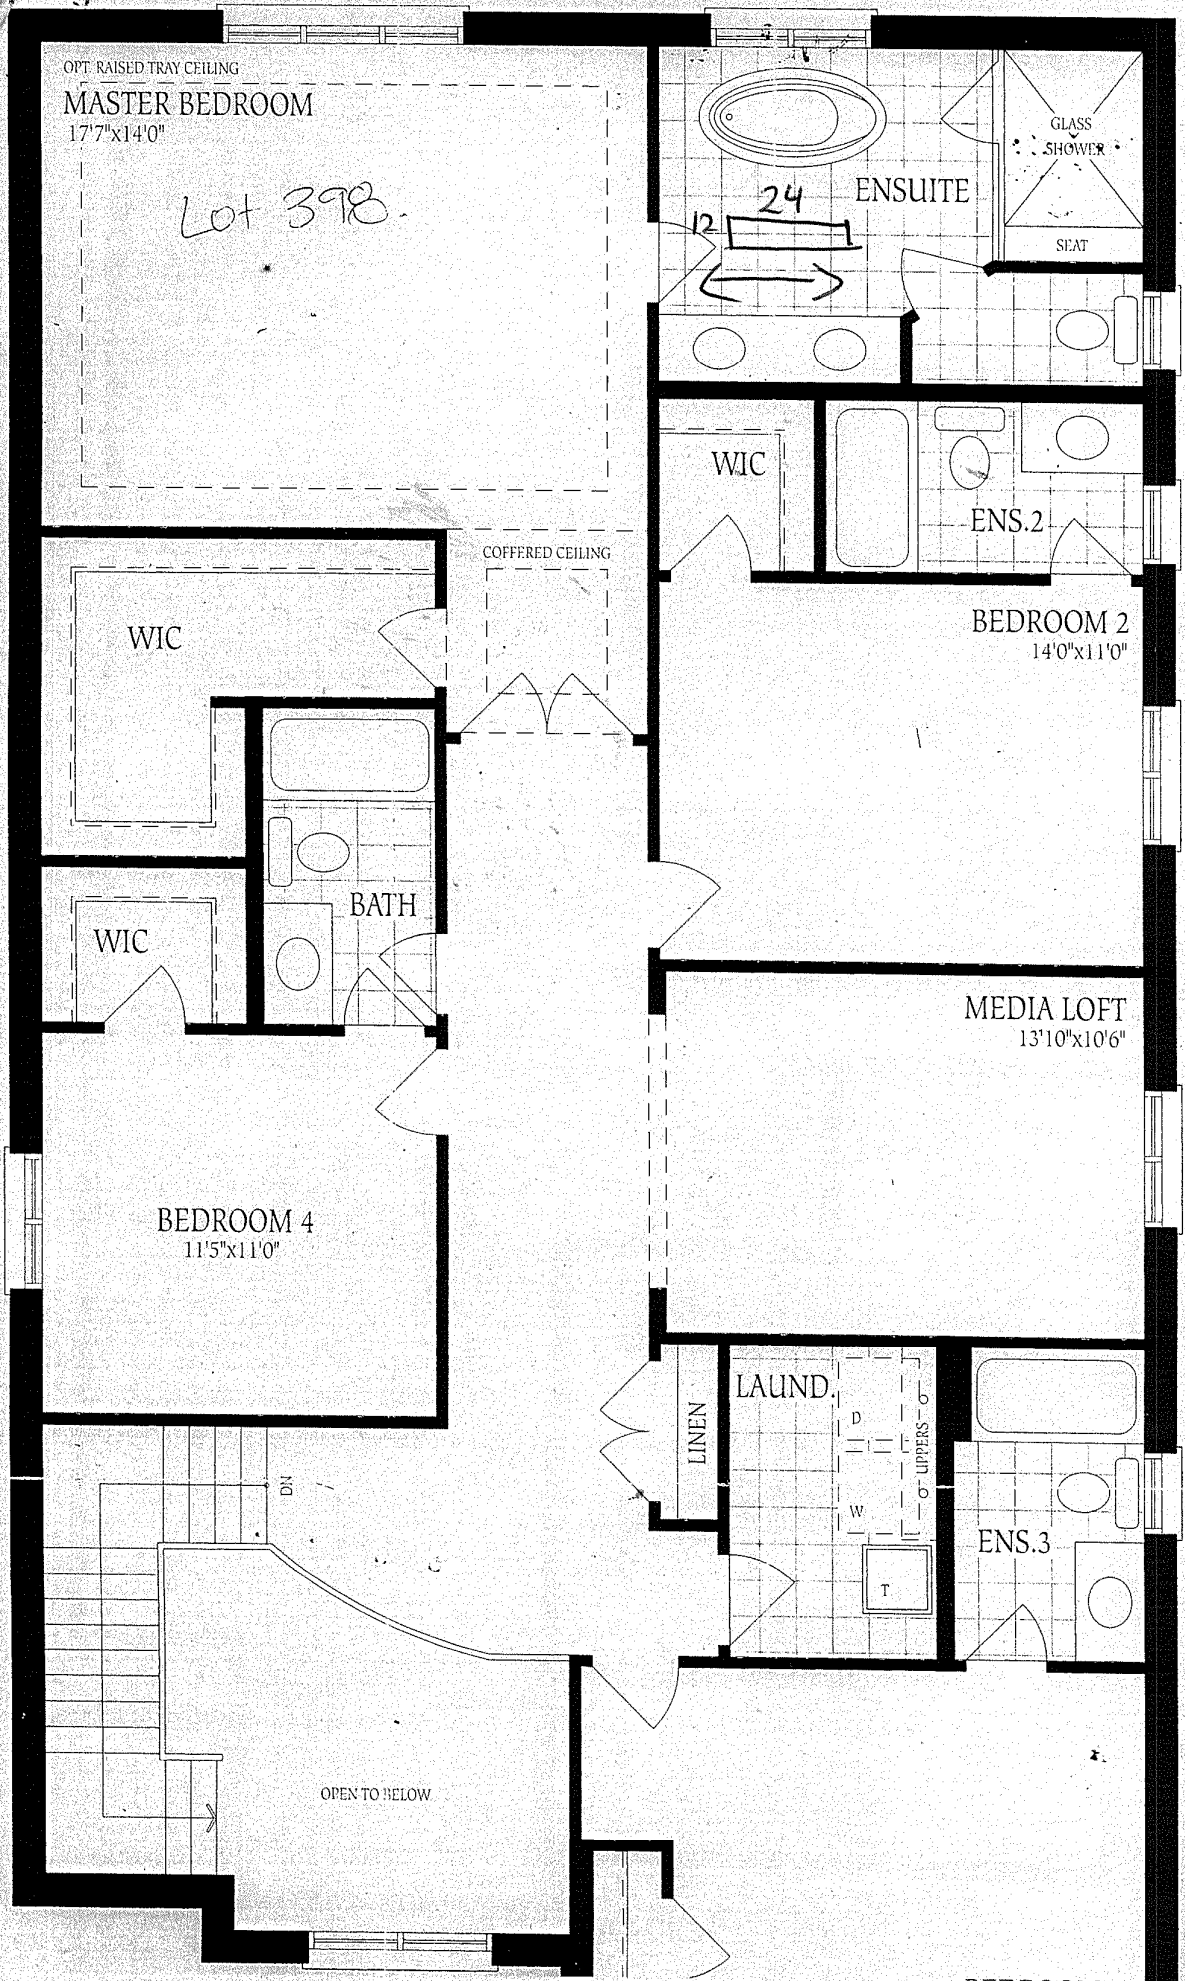 OPT. RAISED TRAY CEILING
MASTER BEDROOM
17'7"x14'0"
Lot 398.
GLASS
SHOWER
ENSUITE
24
12
SEAT
WIC
ENS.2
COFFERED CEILING
WIC
BEDROOM 2
14'0"x11'0"
BATH
WIC
MEDIA LOFT
13'10"x10'6"
BEDROOM 4
11'5"x11'0"
LAUND.
D
UPPERS
LINEN
DN
W
ENS.3
T
OPEN TO BELOW